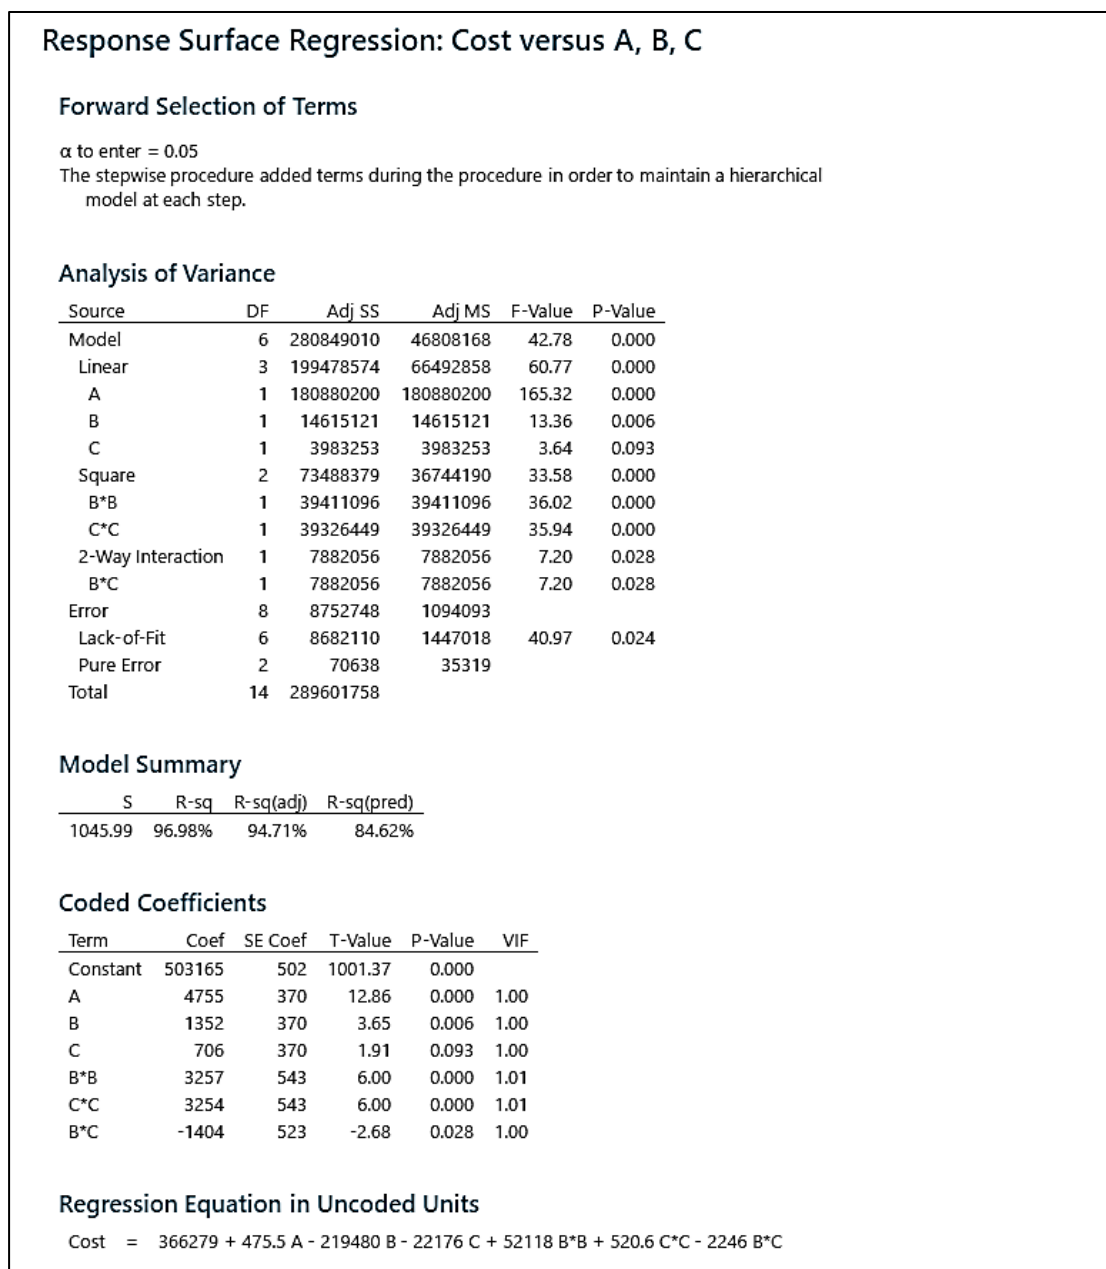 Response Surface Regression: Cost versus A, B, C
Forward Selection of Terms
α to enter = 0.05
The stepwise procedure added terms during the procedure in order to maintain a hierarchical
model at each step.
Analysis of Variance
Source DF Adj SS Adj MS F-Value P-Value
Model 6 280849010 46808168 42.78 0.000
Linear 3 199478574 66492858 60.77 0.000
A 1 180880200 180880200 165.32 0.000
B 1 14615121 14615121 13.36 0.006
C 1 3983253 3983253 3.64 0.093
Square 2 73488379 36744190 33.58 0.000
B*B 1 39411096 39411096 36.02 0.000
C*C 1 39326449 39326449 35.94 0.000
2-Way Interaction 1 7882056 7882056 7.20 0.028
B*C 1 7882056 7882056 7.20 0.028
Error 8 8752748 1094093
Lack-of-Fit 6 8682110 1447018 40.97 0.024
Pure Error 2 70638 35319
Total 14 289601758
Model Summary
S R-sq R-sq(adj) R-sq(pred)
1045.99 96.98% 94.71% 84.62%
Coded Coefficients
Term Coef SE Coef T-Value P-Value VIF
Constant 503165 502 1001.37 0.000
A 4755 370 12.86 0.000 1.00
B 1352 370 3.65 0.006 1.00
C 706 370 1.91 0.093 1.00
B*B 3257 543 6.00 0.000 1.01
C*C 3254 543 6.00 0.000 1.01
B*C -1404 523 -2.68 0.028 1.00
Regression Equation in Uncoded Units
Cost = 366279 + 475.5 A - 219480 B - 22176 C + 52118 B*B + 520.6 C*C - 2246 B*C